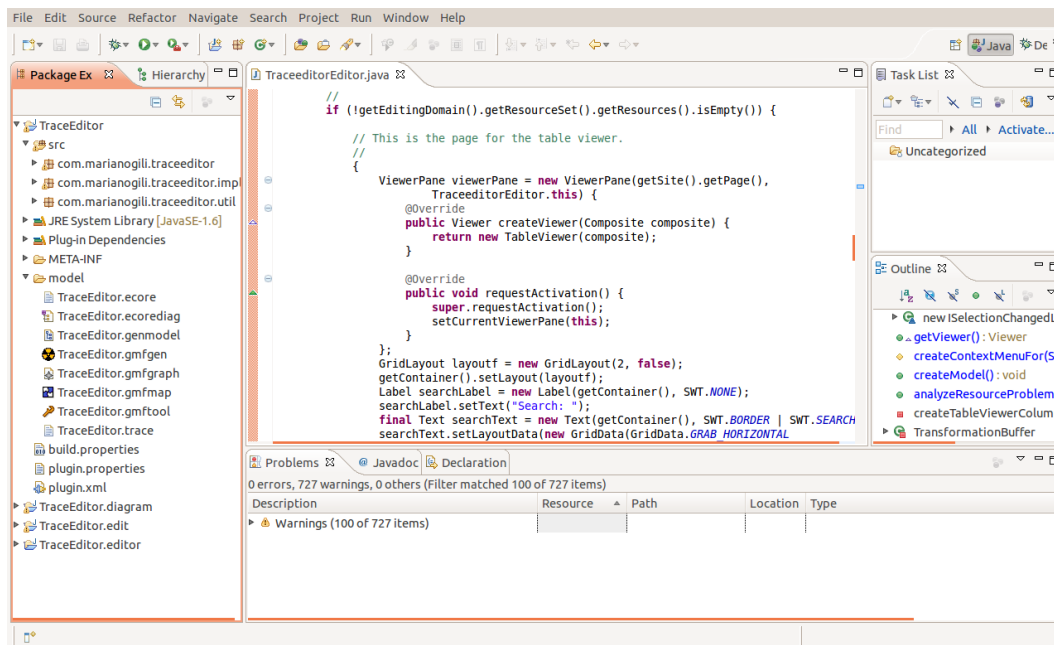 File Edit Source Refactor Navigate Search Project Run Window Help
Java De
Package Ex Hierarchy
TraceEditor
src
com.marianogili.traceeditor
com.marianogili.traceeditor.impl
com.marianogili.traceeditor.util
JRE System Library [JavaSE-1.6]
Plug-in Dependencies
META-INF
model
TraceEditor.ecore
TraceEditor.ecorediag
TraceEditor.genmodel
TraceEditor.gmfgen
TraceEditor.gmfgraph
TraceEditor.gmfmap
TraceEditor.gmftool
TraceEditor.trace
build.properties
plugin.properties
plugin.xml
TraceEditor.diagram
TraceEditor.edit
TraceEditor.editor
TraceeditorEditor.java
//
if (!getEditingDomain().getResourceSet().getResources().isEmpty()) {
// This is the page for the table viewer.
//
{
ViewerPane viewerPane = new ViewerPane(getSite().getPage(),
TraceeditorEditor.this) {
@Override
public Viewer createViewer(Composite composite) {
return new TableViewer(composite);
}
@Override
public void requestActivation() {
super.requestActivation();
setCurrentViewerPane(this);
}
};
GridLayout layoutf = new GridLayout(2, false);
getContainer().setLayout(layoutf);
Label searchLabel = new Label(getContainer(), SWT.NONE);
searchLabel.setText("Search: ");
final Text searchText = new Text(getContainer(), SWT.BORDER | SWT.SEARCH
searchText.setLayoutData(new GridData(GridData.GRAB_HORIZONTAL
Task List
Find All Activate...
Uncategorized
Outline
new ISelectionChangedL
getViewer() : Viewer
createContextMenuFor(S
createModel() : void
analyzeResourceProblem
createTableViewerColum
TransformationBuffer
Problems Javadoc Declaration
0 errors, 727 warnings, 0 others (Filter matched 100 of 727 items)
Description Resource Path Location Type
Warnings (100 of 727 items)